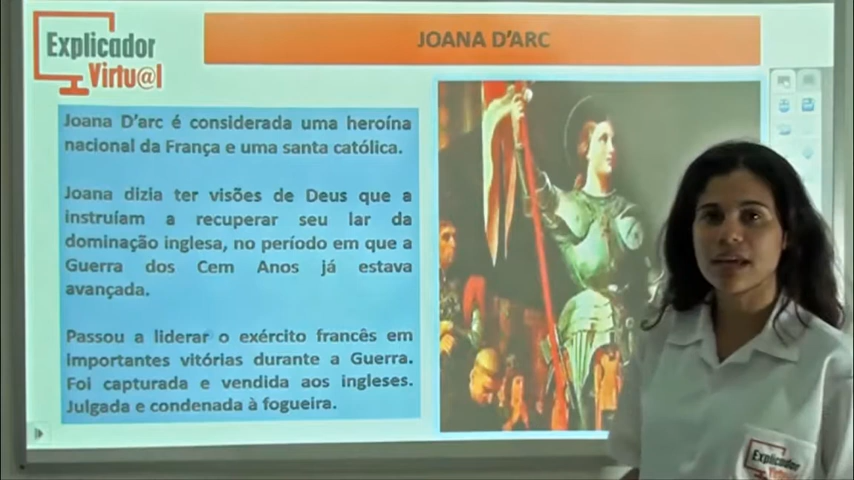 Explicador
Virtu@l
JOANA D'ARC
Joana D'arc é considerada uma heroína
nacional da França e uma santa católica.
Joana dizia ter visões de Deus que a
instruíam a recuperar seu lar da
dominação inglesa, no período em que a
Guerra dos Cem Anos já estava
avançada.
Passou a liderar o exército francês em
importantes vitórias durante a Guerra.
Foi capturada e vendida aos ingleses.
Julgada e condenada à fogueira.
Explicador
Virtu@l